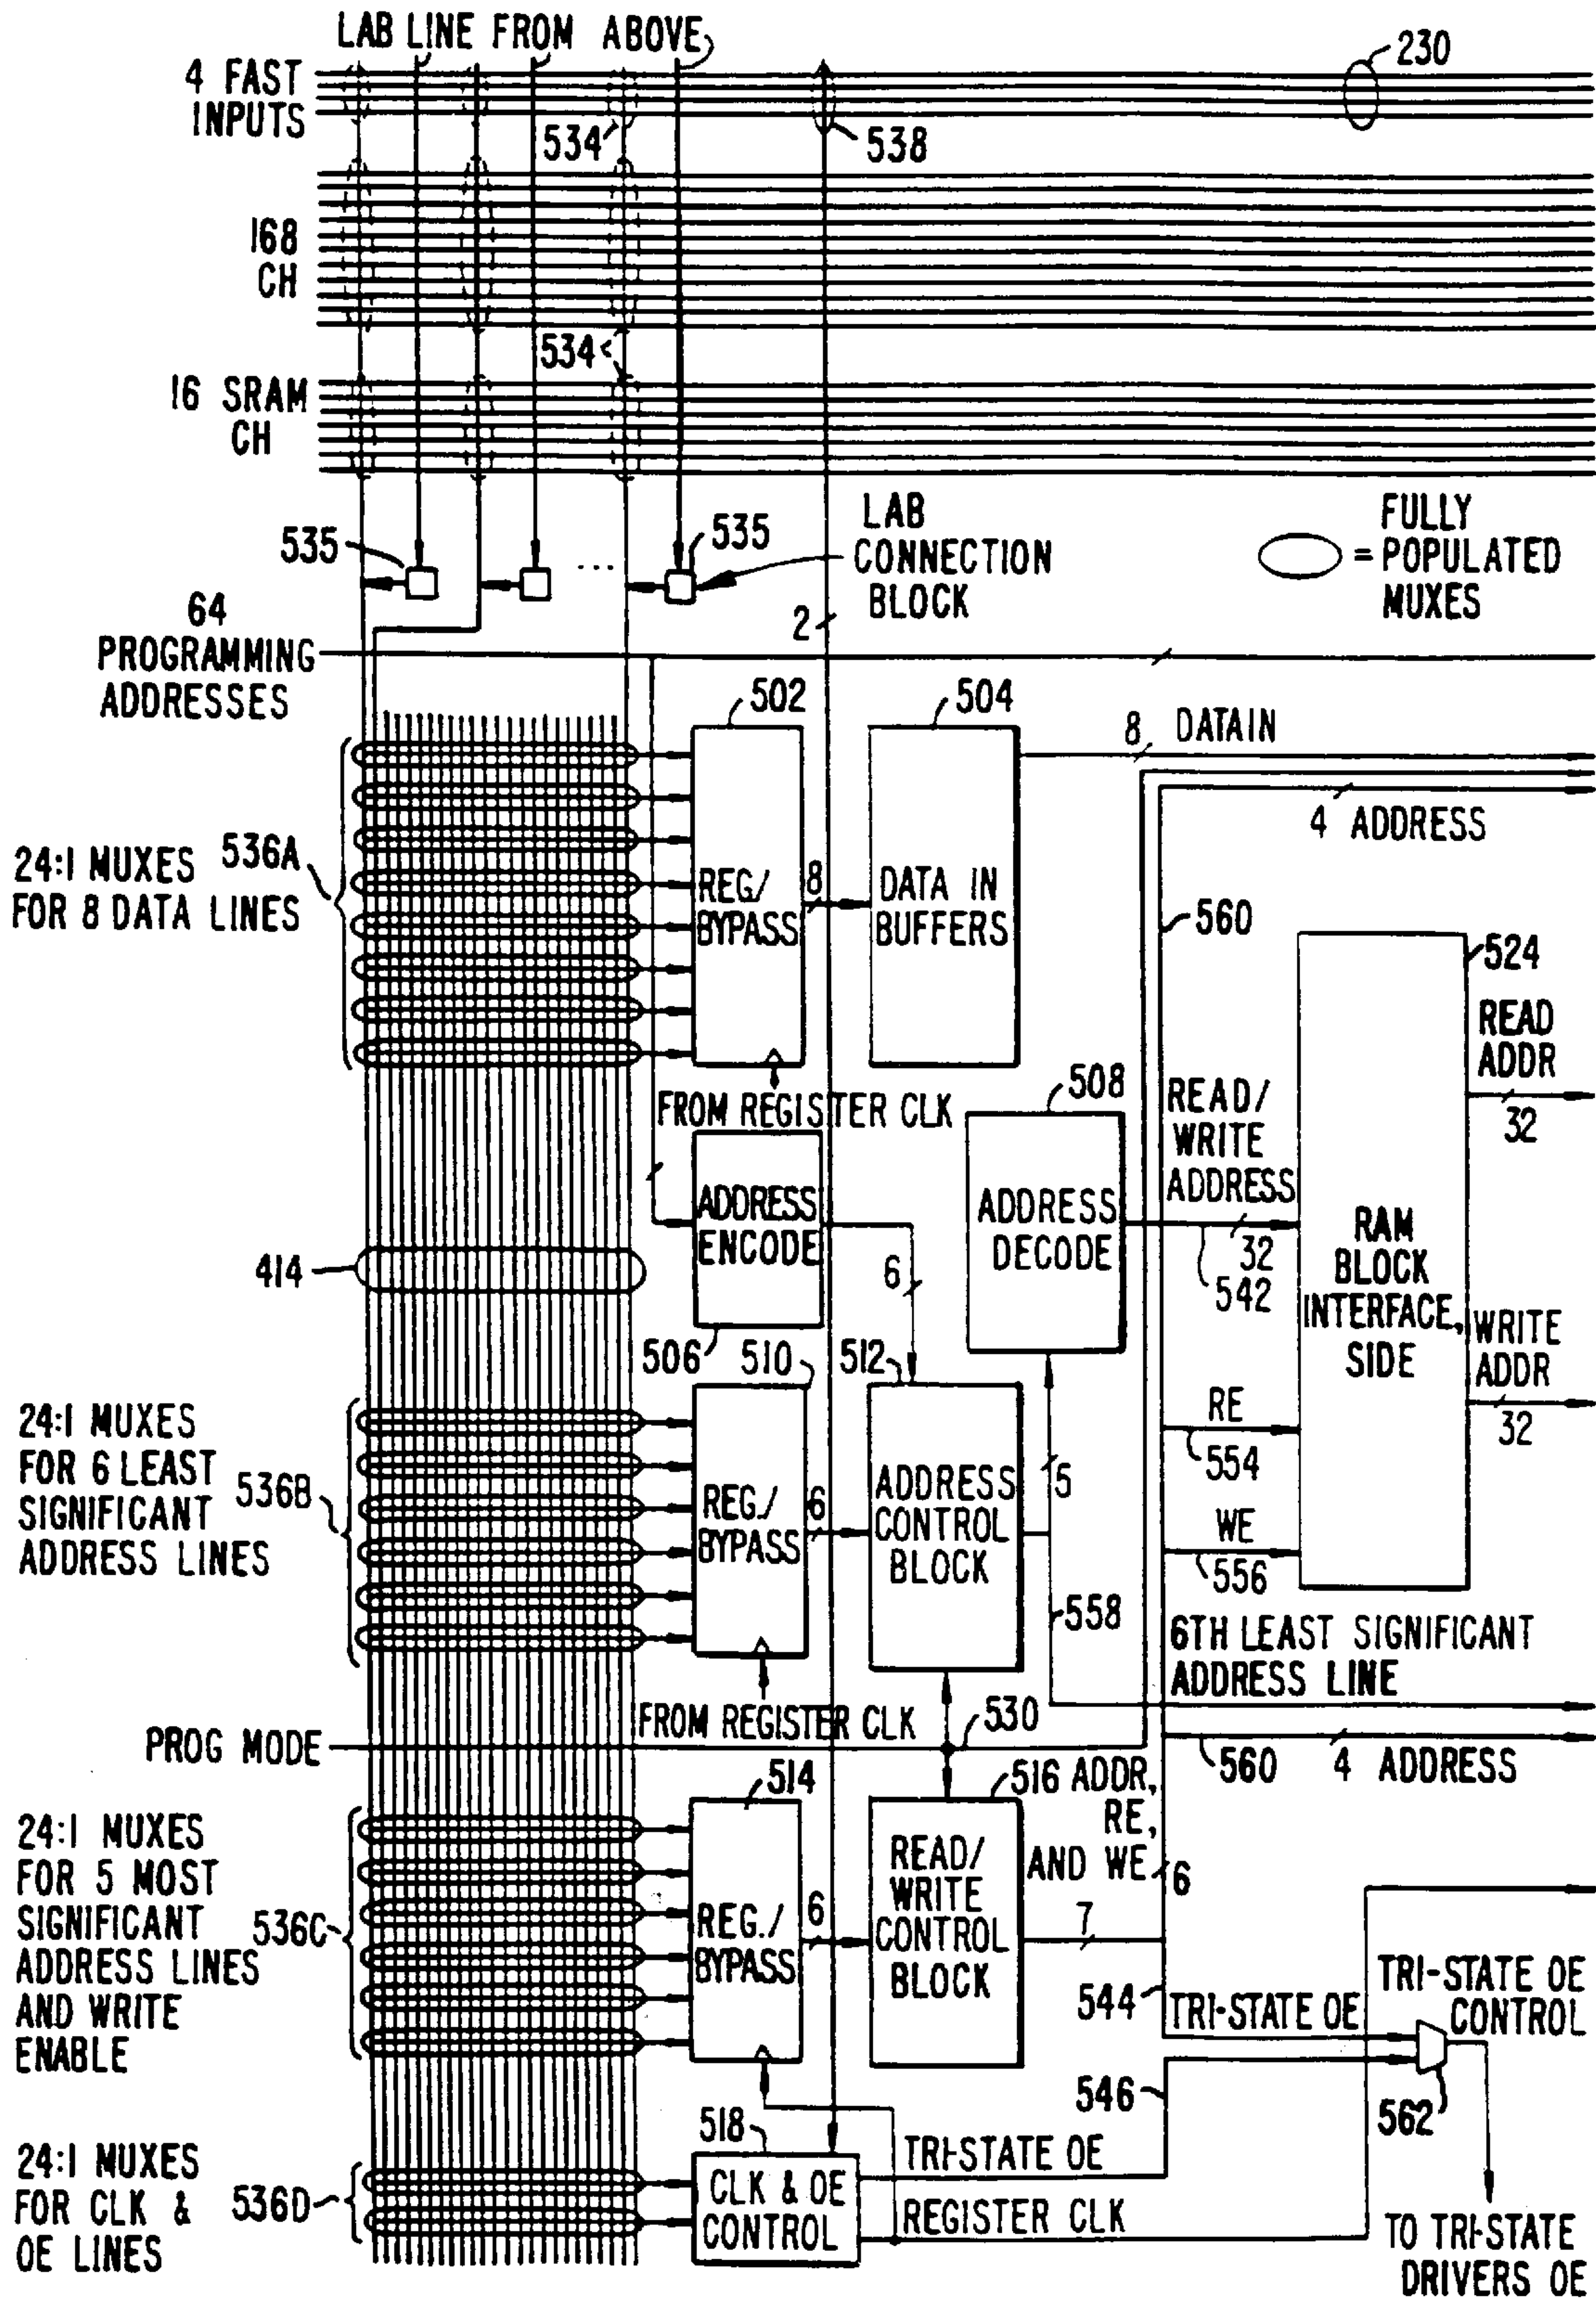 LAB LINE FROM ABOVE
4 FAST
INPUTS
230
534
538
168
CH
534
16 SRAM
CH
535
535
LAB
CONNECTION
BLOCK
FULLY
= POPULATED
MUXES
64
PROGRAMMING
ADDRESSES
2
...
502
504
8 DATAIN
4 ADDRESS
24:1 MUXES
FOR 8 DATA LINES
536A
REG/
BYPASS
8
DATA IN
BUFFERS
560
524
READ
ADDR
32
FROM REGISTER CLK
508
READ/
WRITE
ADDRESS
ADDRESS
ENCODE
ADDRESS
DECODE
32
542
RAM
BLOCK
INTERFACE,
SIDE
414
6
506
510
512
WRITE
ADDR
32
24:1 MUXES
FOR 6 LEAST
SIGNIFICANT
ADDRESS LINES
536B
REG./
BYPASS
6
ADDRESS
CONTROL
BLOCK
5
RE
554
WE
556
558
6TH LEAST SIGNIFICANT
ADDRESS LINE
FROM REGISTER CLK
530
PROG MODE
560
4 ADDRESS
514
516
ADDR,
RE,
AND WE
6
24:1 MUXES
FOR 5 MOST
SIGNIFICANT
ADDRESS LINES
AND WRITE
ENABLE
536C
REG./
BYPASS
6
READ/
WRITE
CONTROL
BLOCK
7
544
TRI-STATE OE
TRI-STATE OE
CONTROL
546
562
518
24:1 MUXES
FOR CLK &
OE LINES
536D
CLK & OE
CONTROL
TRI-STATE OE
REGISTER CLK
TO TRI-STATE
DRIVERS OE